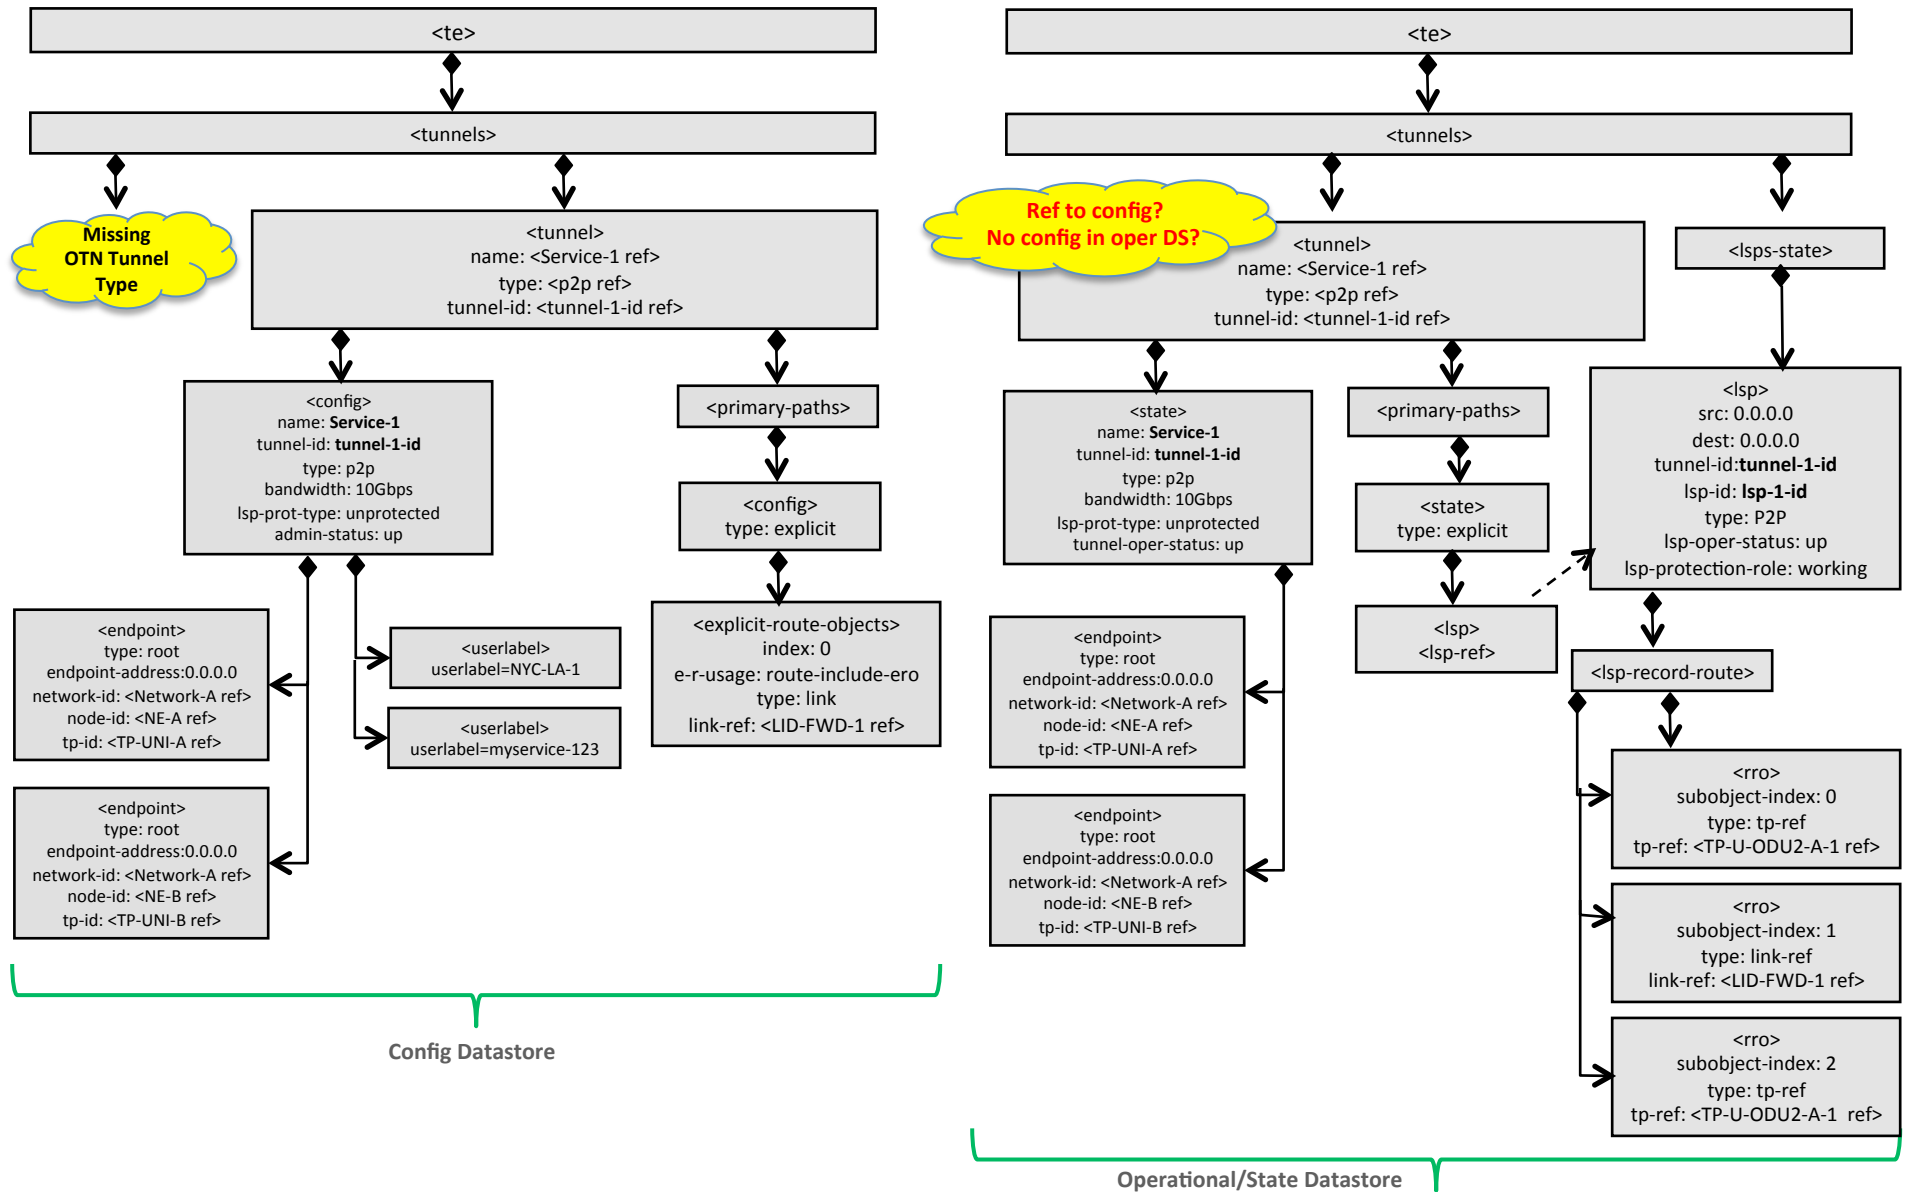 <te>
<tunnels>
Missing
OTN Tunnel
Type
<tunnel>
name: <Service-1 ref>
type: <p2p ref>
tunnel-id: <tunnel-1-id ref>
<config>
name: Service-1
tunnel-id: tunnel-1-id
type: p2p
bandwidth: 10Gbps
lsp-prot-type: unprotected
admin-status: up
<primary-paths>
<config>
type: explicit
<endpoint>
type: root
endpoint-address:0.0.0.0
network-id: <Network-A ref>
node-id: <NE-A ref>
tp-id: <TP-UNI-A ref>
<userlabel>
userlabel=NYC-LA-1
<userlabel>
userlabel=myservice-123
<explicit-route-objects>
index: 0
e-r-usage: route-include-ero
type: link
link-ref: <LID-FWD-1 ref>
<endpoint>
type: root
endpoint-address:0.0.0.0
network-id: <Network-A ref>
node-id: <NE-B ref>
tp-id: <TP-UNI-B ref>
Config Datastore
<te>
<tunnels>
Ref to config?
No config in oper DS?
<tunnel>
name: <Service-1 ref>
type: <p2p ref>
tunnel-id: <tunnel-1-id ref>
<lsps-state>
<state>
name: Service-1
tunnel-id: tunnel-1-id
type: p2p
bandwidth: 10Gbps
lsp-prot-type: unprotected
tunnel-oper-status: up
<primary-paths>
<state>
type: explicit
<lsp>
<lsp-ref>
<lsp>
src: 0.0.0.0
dest: 0.0.0.0
tunnel-id:tunnel-1-id
lsp-id: lsp-1-id
type: P2P
lsp-oper-status: up
lsp-protection-role: working
<endpoint>
type: root
endpoint-address:0.0.0.0
network-id: <Network-A ref>
node-id: <NE-A ref>
tp-id: <TP-UNI-A ref>
<endpoint>
type: root
endpoint-address:0.0.0.0
network-id: <Network-A ref>
node-id: <NE-B ref>
tp-id: <TP-UNI-B ref>
<lsp-record-route>
<rro>
subobject-index: 0
type: tp-ref
tp-ref: <TP-U-ODU2-A-1 ref>
<rro>
subobject-index: 1
type: link-ref
link-ref: <LID-FWD-1 ref>
<rro>
subobject-index: 2
type: tp-ref
tp-ref: <TP-U-ODU2-A-1  ref>
Operational/State Datastore